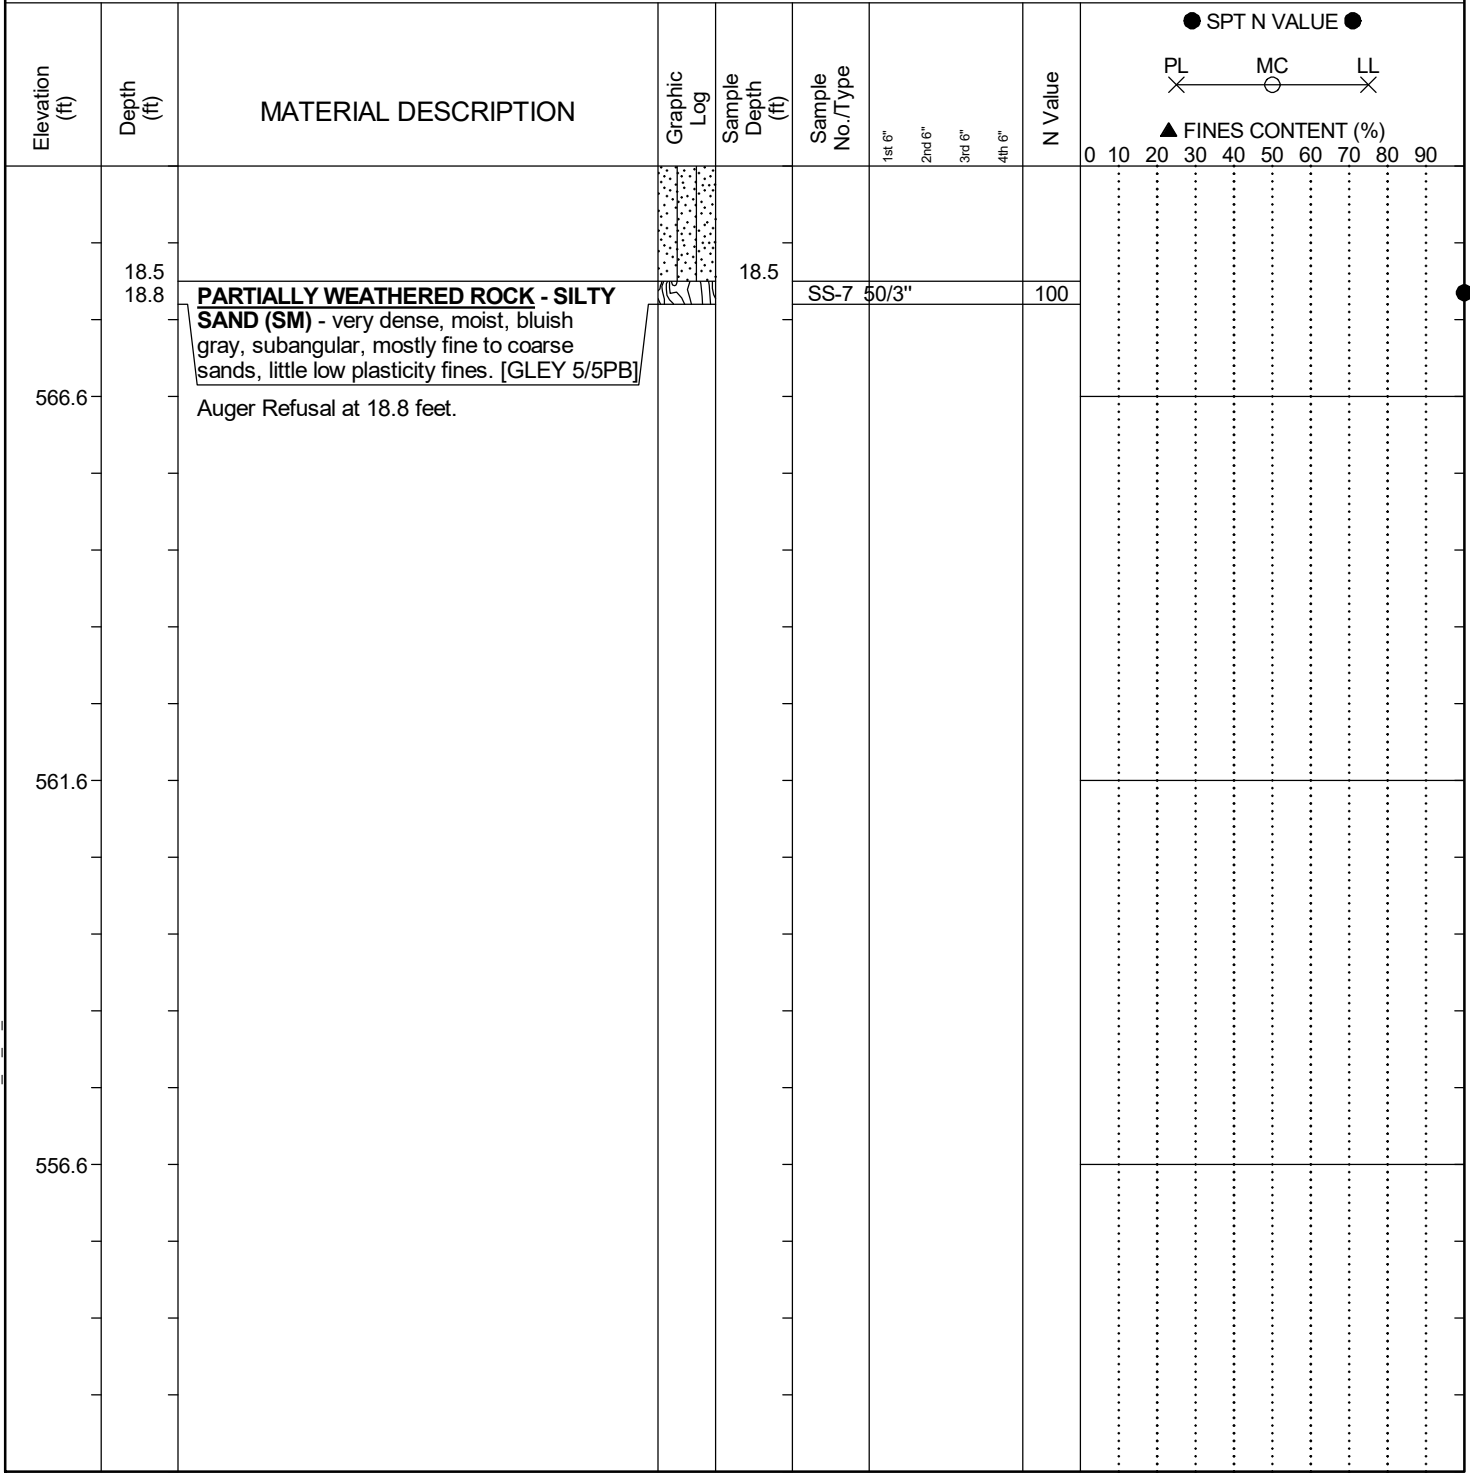 Elevation
(ft)
Depth
(ft)
MATERIAL DESCRIPTION
Graphic
Log
Sample
Depth
(ft)
Sample
No./Type
1st 6"
2nd 6"
3rd 6"
4th 6"
N Value
● SPT N VALUE ●
PL MC LL
▲ FINES CONTENT (%)
0 10 20 30 40 50 60 70 80 90
18.5 18.5
18.8 PARTIALLY WEATHERED ROCK - SILTY SS-7 50/3" 100
SAND (SM) - very dense, moist, bluish
gray, subangular, mostly fine to coarse
sands, little low plasticity fines. [GLEY 5/5PB]
566.6
Auger Refusal at 18.8 feet.
561.6
556.6